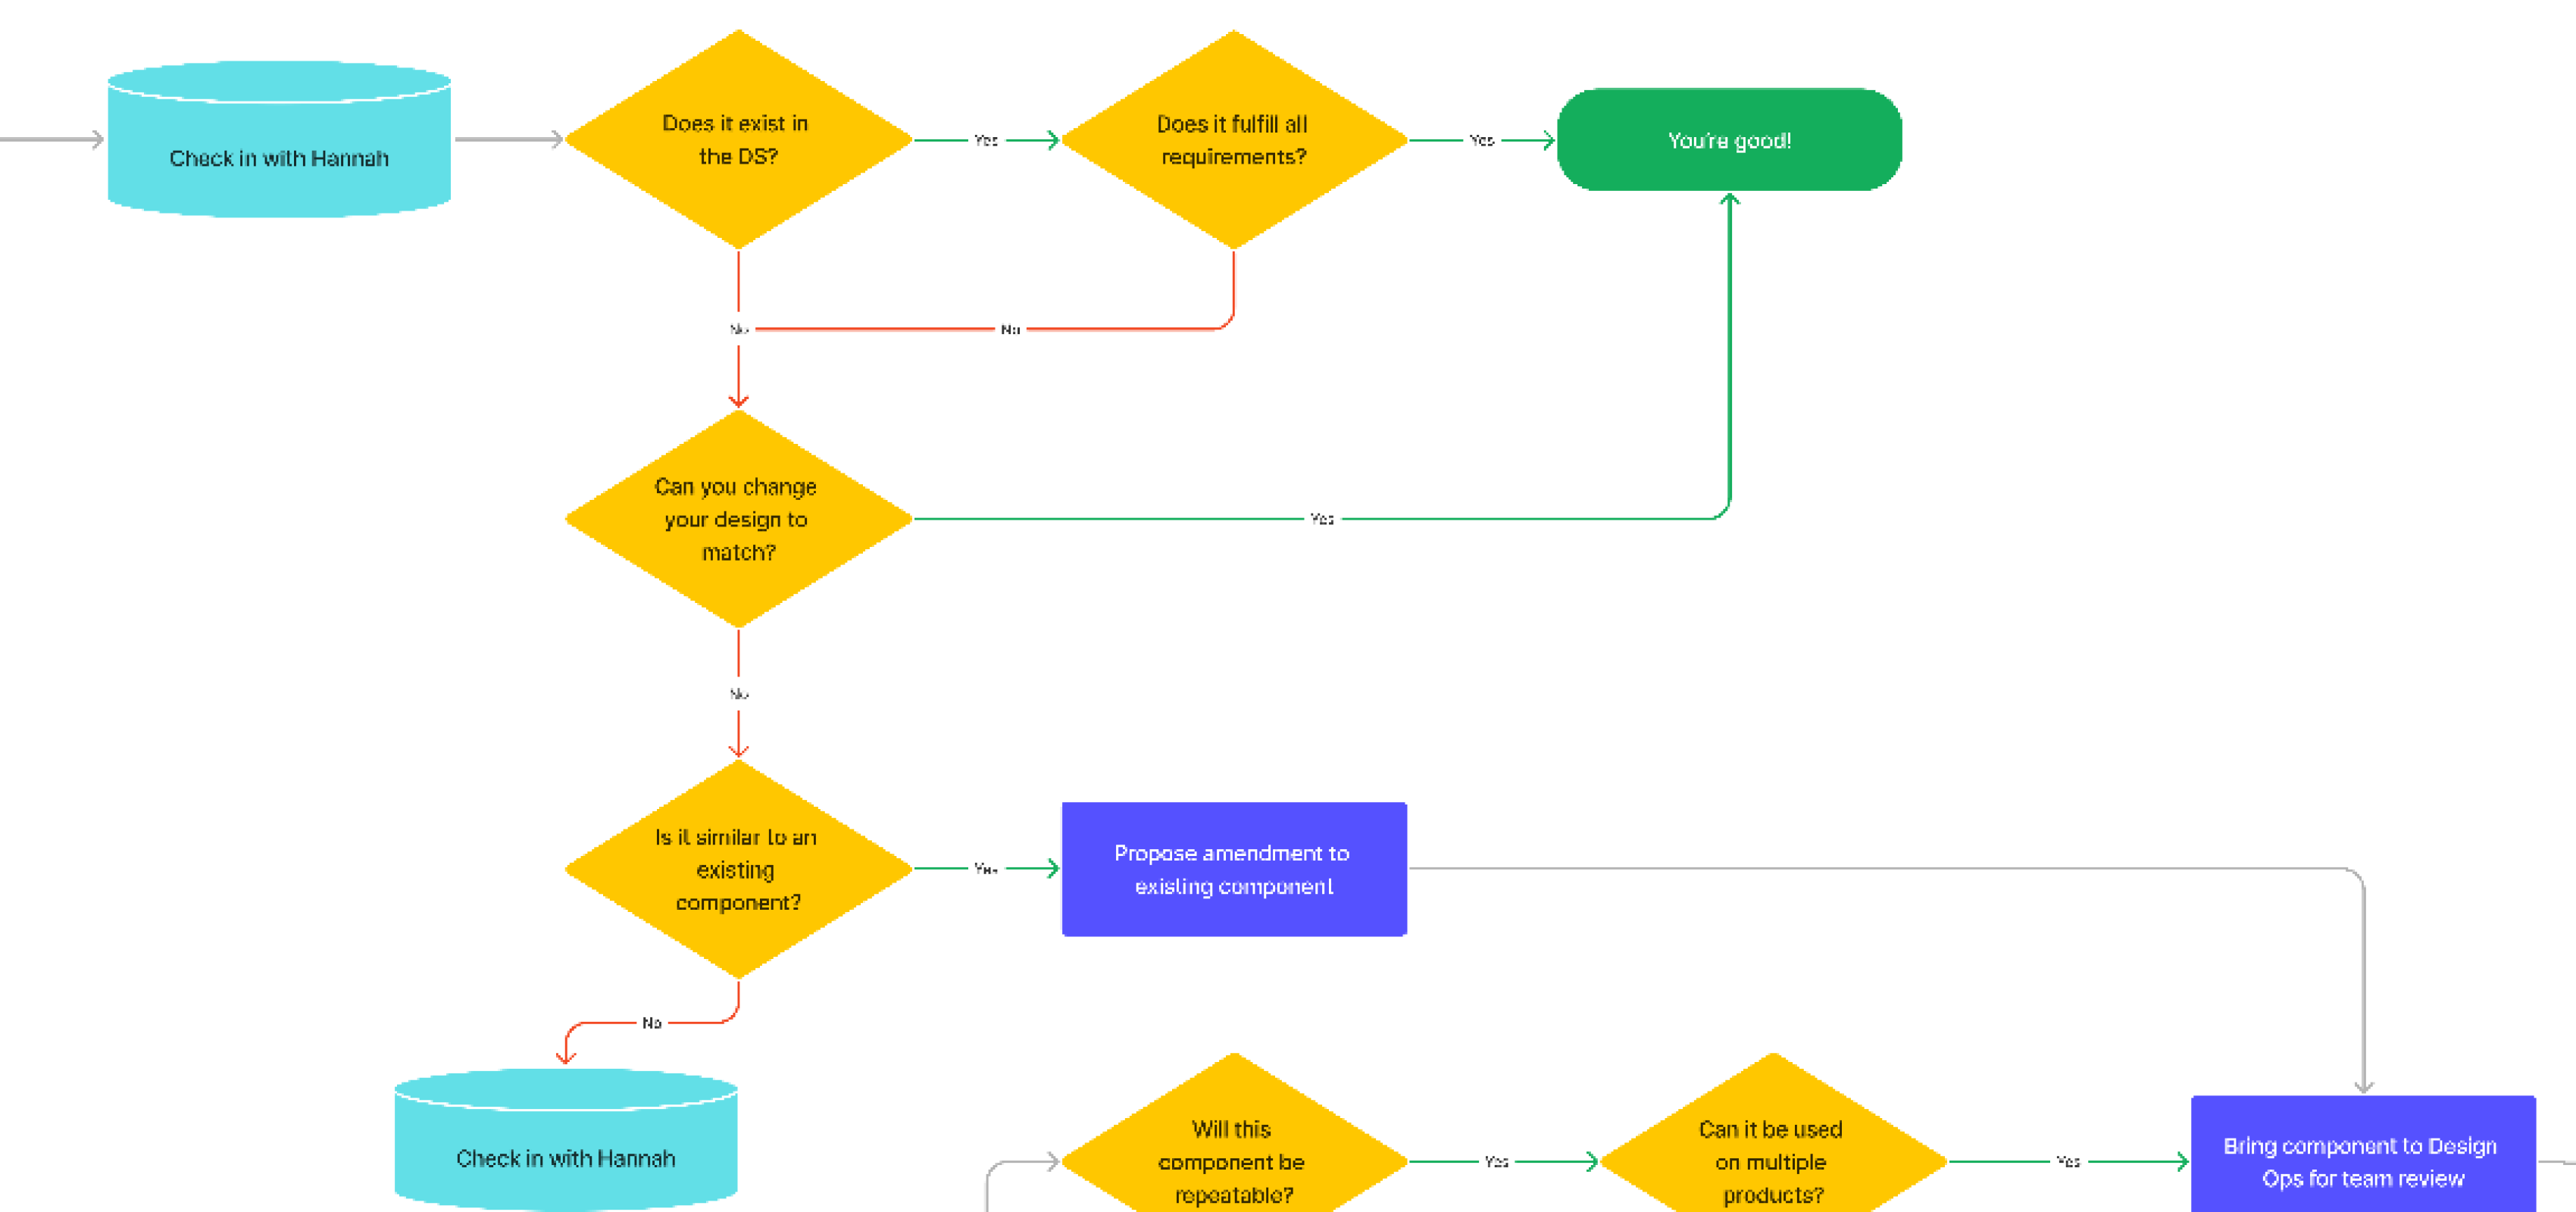 Check in with Hannah
Does it exist in
the DS?
Yes
Does it fulfill all
requirements?
Yes
You're good!
No
No
Can you change
your design to
match?
Yes
No
Is it similar to an
existing
component?
Yes
Propose amendment to
existing component
No
Check in with Hannah
Will this
component be
repeatable?
Yes
Can it be used
on multiple
products?
Yes
Bring component to Design
Ops for team review